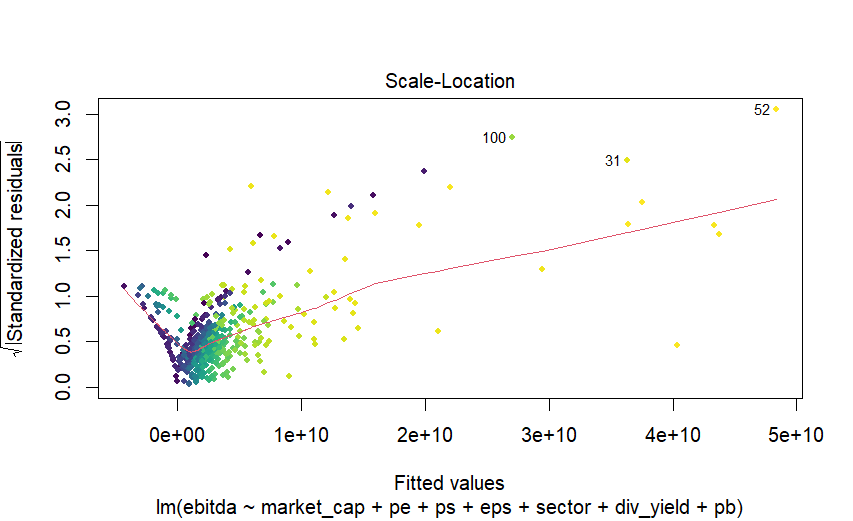 Scale-Location
√|Standardized residuals|
3.0
2.5
2.0
1.5
1.0
0.5
0.0
52
100
31
0e+00 1e+10 2e+10 3e+10 4e+10 5e+10
Fitted values
lm(ebitda ~ market_cap + pe + ps + eps + sector + div_yield + pb)